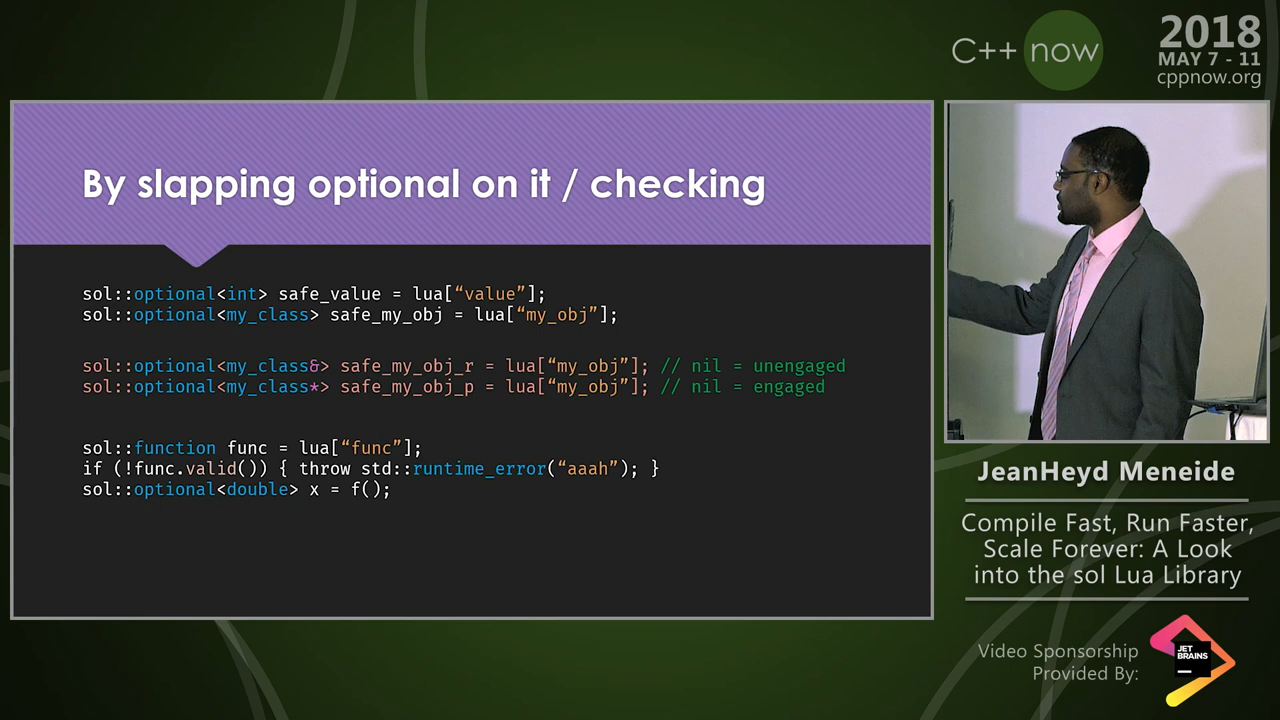 C++ now
2018
MAY 7 - 11
cppnow.org
By slapping optional on it / checking
sol::optional<int> safe_value = lua[“value”];
sol::optional<my_class> safe_my_obj = lua[“my_obj”];
sol::optional<my_class&> safe_my_obj_r = lua[“my_obj”]; // nil = unengaged
sol::optional<my_class*> safe_my_obj_p = lua[“my_obj”]; // nil = engaged
sol::function func = lua[“func”];
if (!func.valid()) { throw std::runtime_error(“aaah”); }
sol::optional<double> x = f();
JeanHeyd Meneide
Compile Fast, Run Faster,
Scale Forever: A Look
into the sol Lua Library
Video Sponsorship
Provided By:
JET
BRAINS